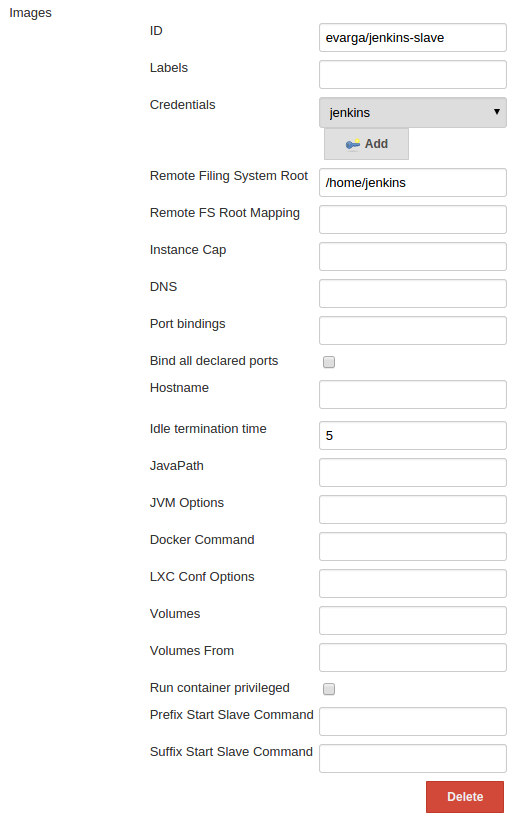 Images
ID evarga/jenkins-slave
Labels
Credentials jenkins
Add
Remote Filing System Root /home/jenkins
Remote FS Root Mapping
Instance Cap
DNS
Port bindings
Bind all declared ports
Hostname
Idle termination time 5
JavaPath
JVM Options
Docker Command
LXC Conf Options
Volumes
Volumes From
Run container privileged
Prefix Start Slave Command
Suffix Start Slave Command
Delete